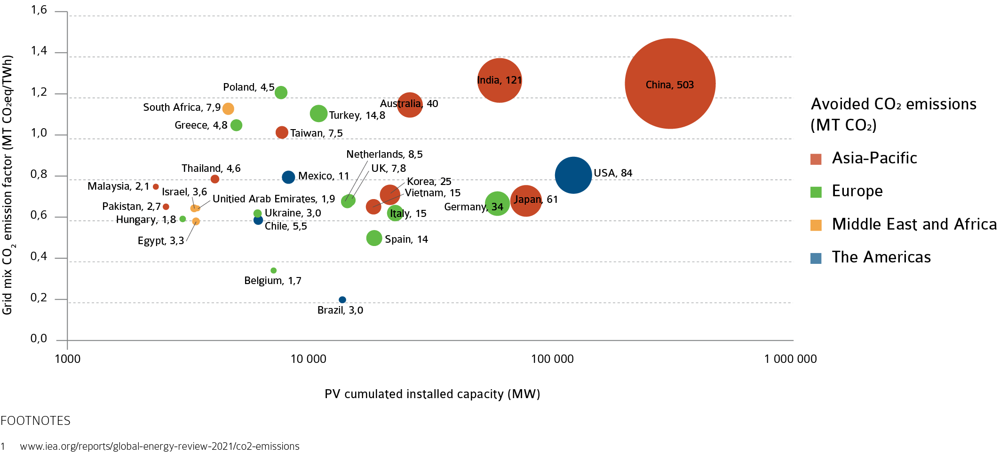 1,6
1,4
1,2
1,0
0,8
0,6
0,4
0,2
0,0
Grid mix CO₂ emission factor (MT CO₂eq/TWh)
India, 121
China, 503
Poland, 4,5
South Africa, 7,9
Australia, 40
Turkey, 14,8
Greece, 4,8
Taiwan, 7,5
Netherlands, 8,5
UK, 7,8
Thailand, 4,6
Mexico, 11
USA, 84
Korea, 25
Malaysia, 2,1
Israel, 3,6
Vietnam, 15
Unitied Arab Emirates, 1,9
Japan, 61
Pakistan, 2,7
Germany, 34
Ukraine, 3,0
Italy, 15
Hungary, 1,8
Chile, 5,5
Egypt, 3,3
Spain, 14
Belgium, 1,7
Brazil, 3,0
1000
10 000
100 000
1 000 000
PV cumulated installed capacity (MW)
Avoided CO₂ emissions
(MT CO₂)
Asia-Pacific
Europe
Middle East and Africa
The Americas
FOOTNOTES
1 www.iea.org/reports/global-energy-review-2021/co2-emissions